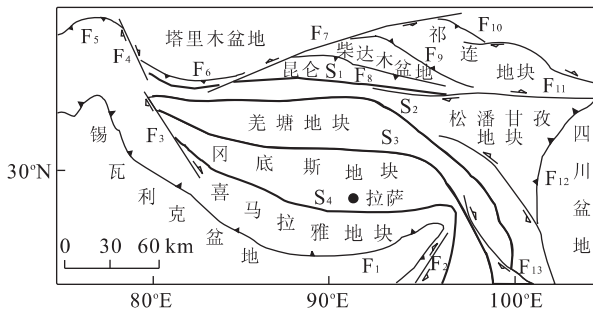 F₅
F₄
塔里木盆地
F₆
F₇
柴达木盆地
F₉
祁连地块
F₁₀
昆仑
S₁
F₈
F₁₁
S₂
松潘甘孜地块
四川盆地
羌塘地块
S₃
F₃
锡瓦利克盆地
冈底斯地块
30°N
F₁₂
S₄
拉萨
喜马拉雅地块
0 30 60 km
F₁
F₂
F₁₃
80°E 90°E 100°E